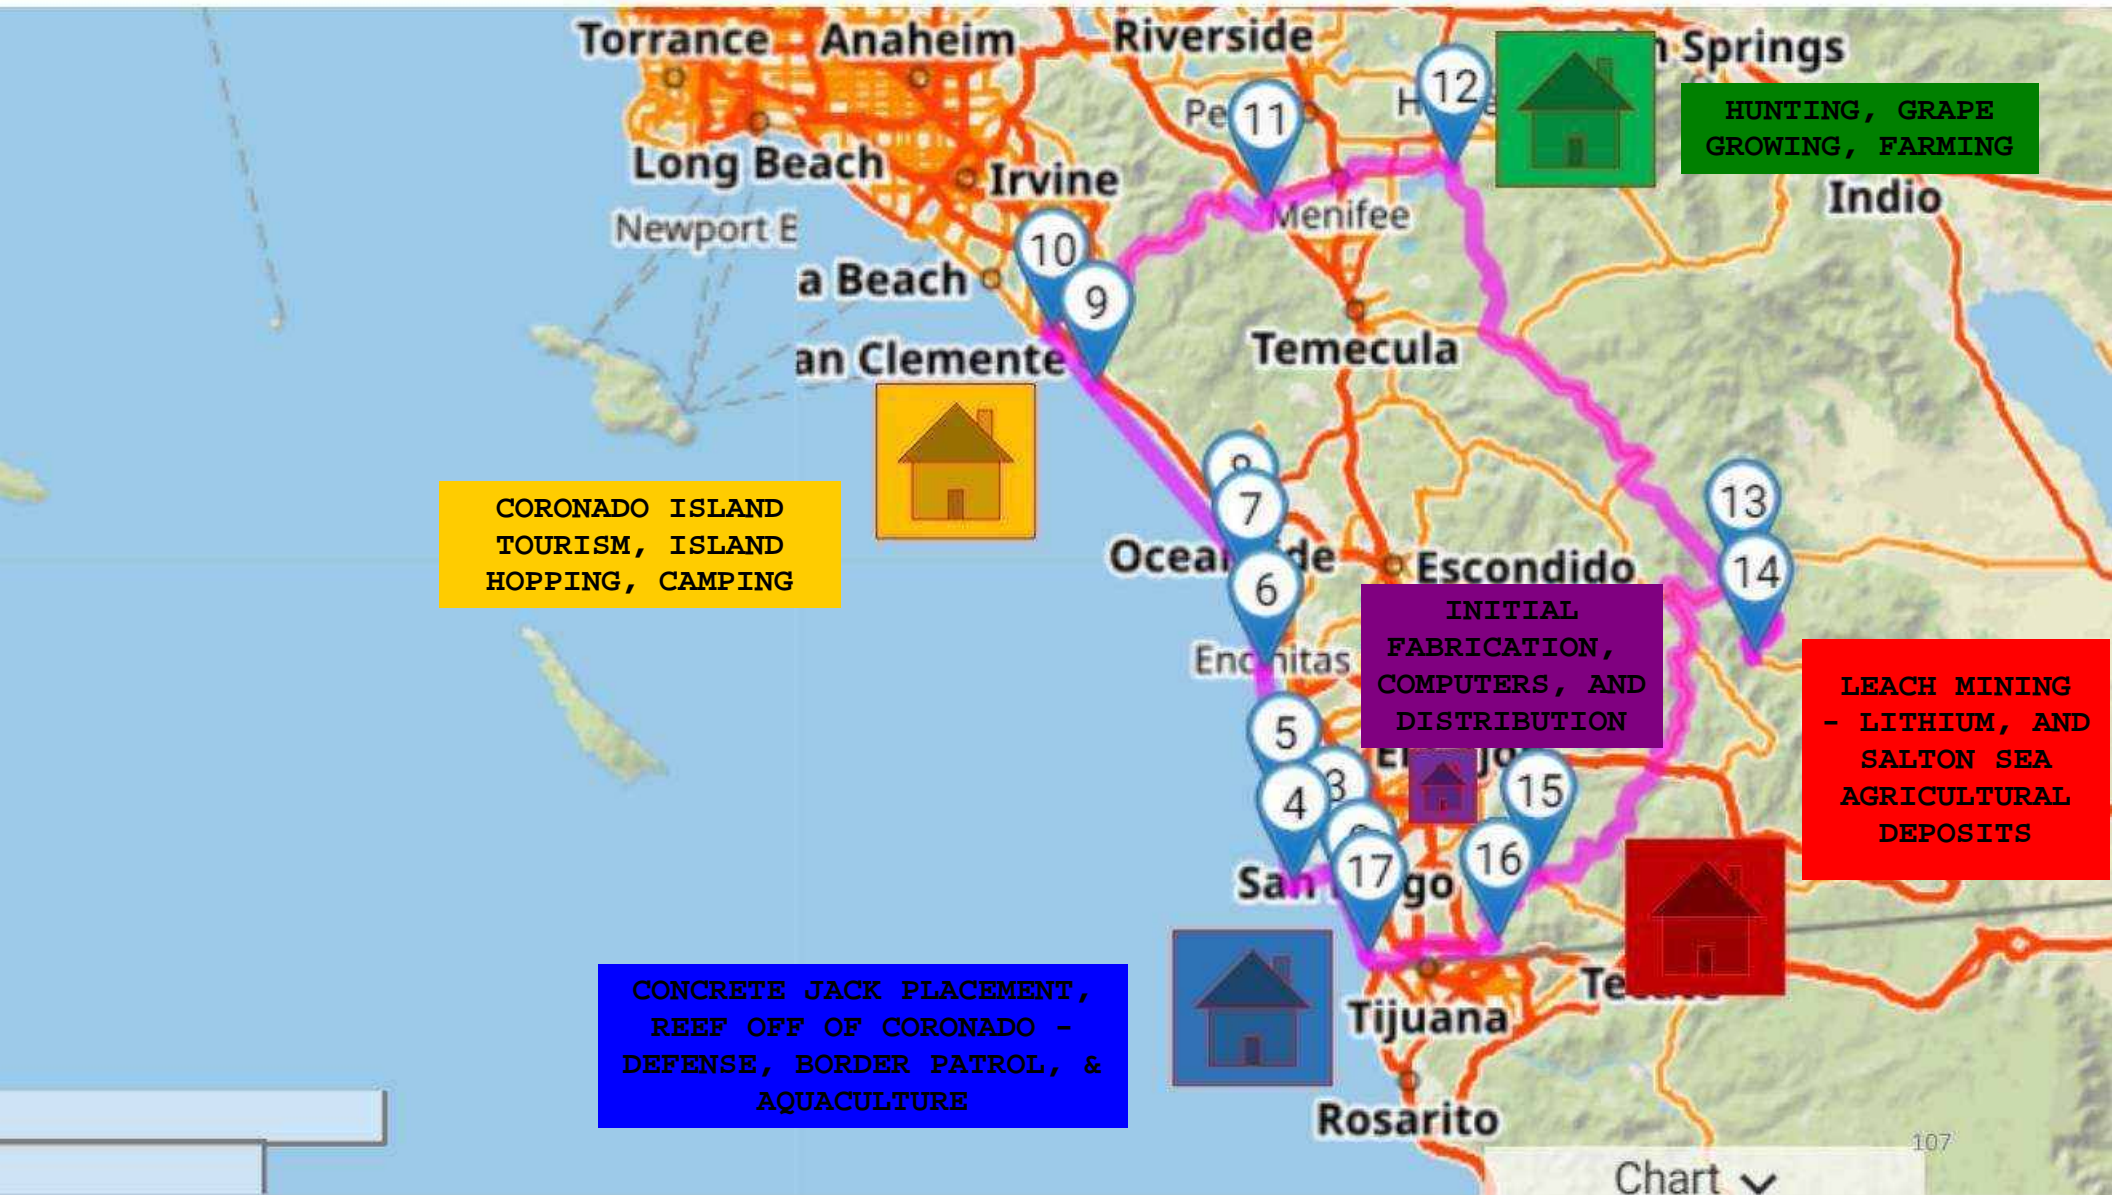 Torrance
Anaheim
Riverside
Springs
12
11
HUNTING, GRAPE
GROWING, FARMING
Long Beach
Irvine
Indio
Newport
Menifee
10
9
a Beach
Temecula
an Clemente
7
13
CORONADO ISLAND
TOURISM, ISLAND
HOPPING, CAMPING
Escondido
14
6
INITIAL
FABRICATION,
COMPUTERS, AND
DISTRIBUTION
LEACH MINING
- LITHIUM, AND
SALTON SEA
AGRICULTURAL
DEPOSITS
5
3
4
15
16
17
San
go
CONCRETE JACK PLACEMENT,
REEF OFF OF CORONADO -
DEFENSE, BORDER PATROL, &
AQUACULTURE
Tijuana
Rosarito
107
Chart